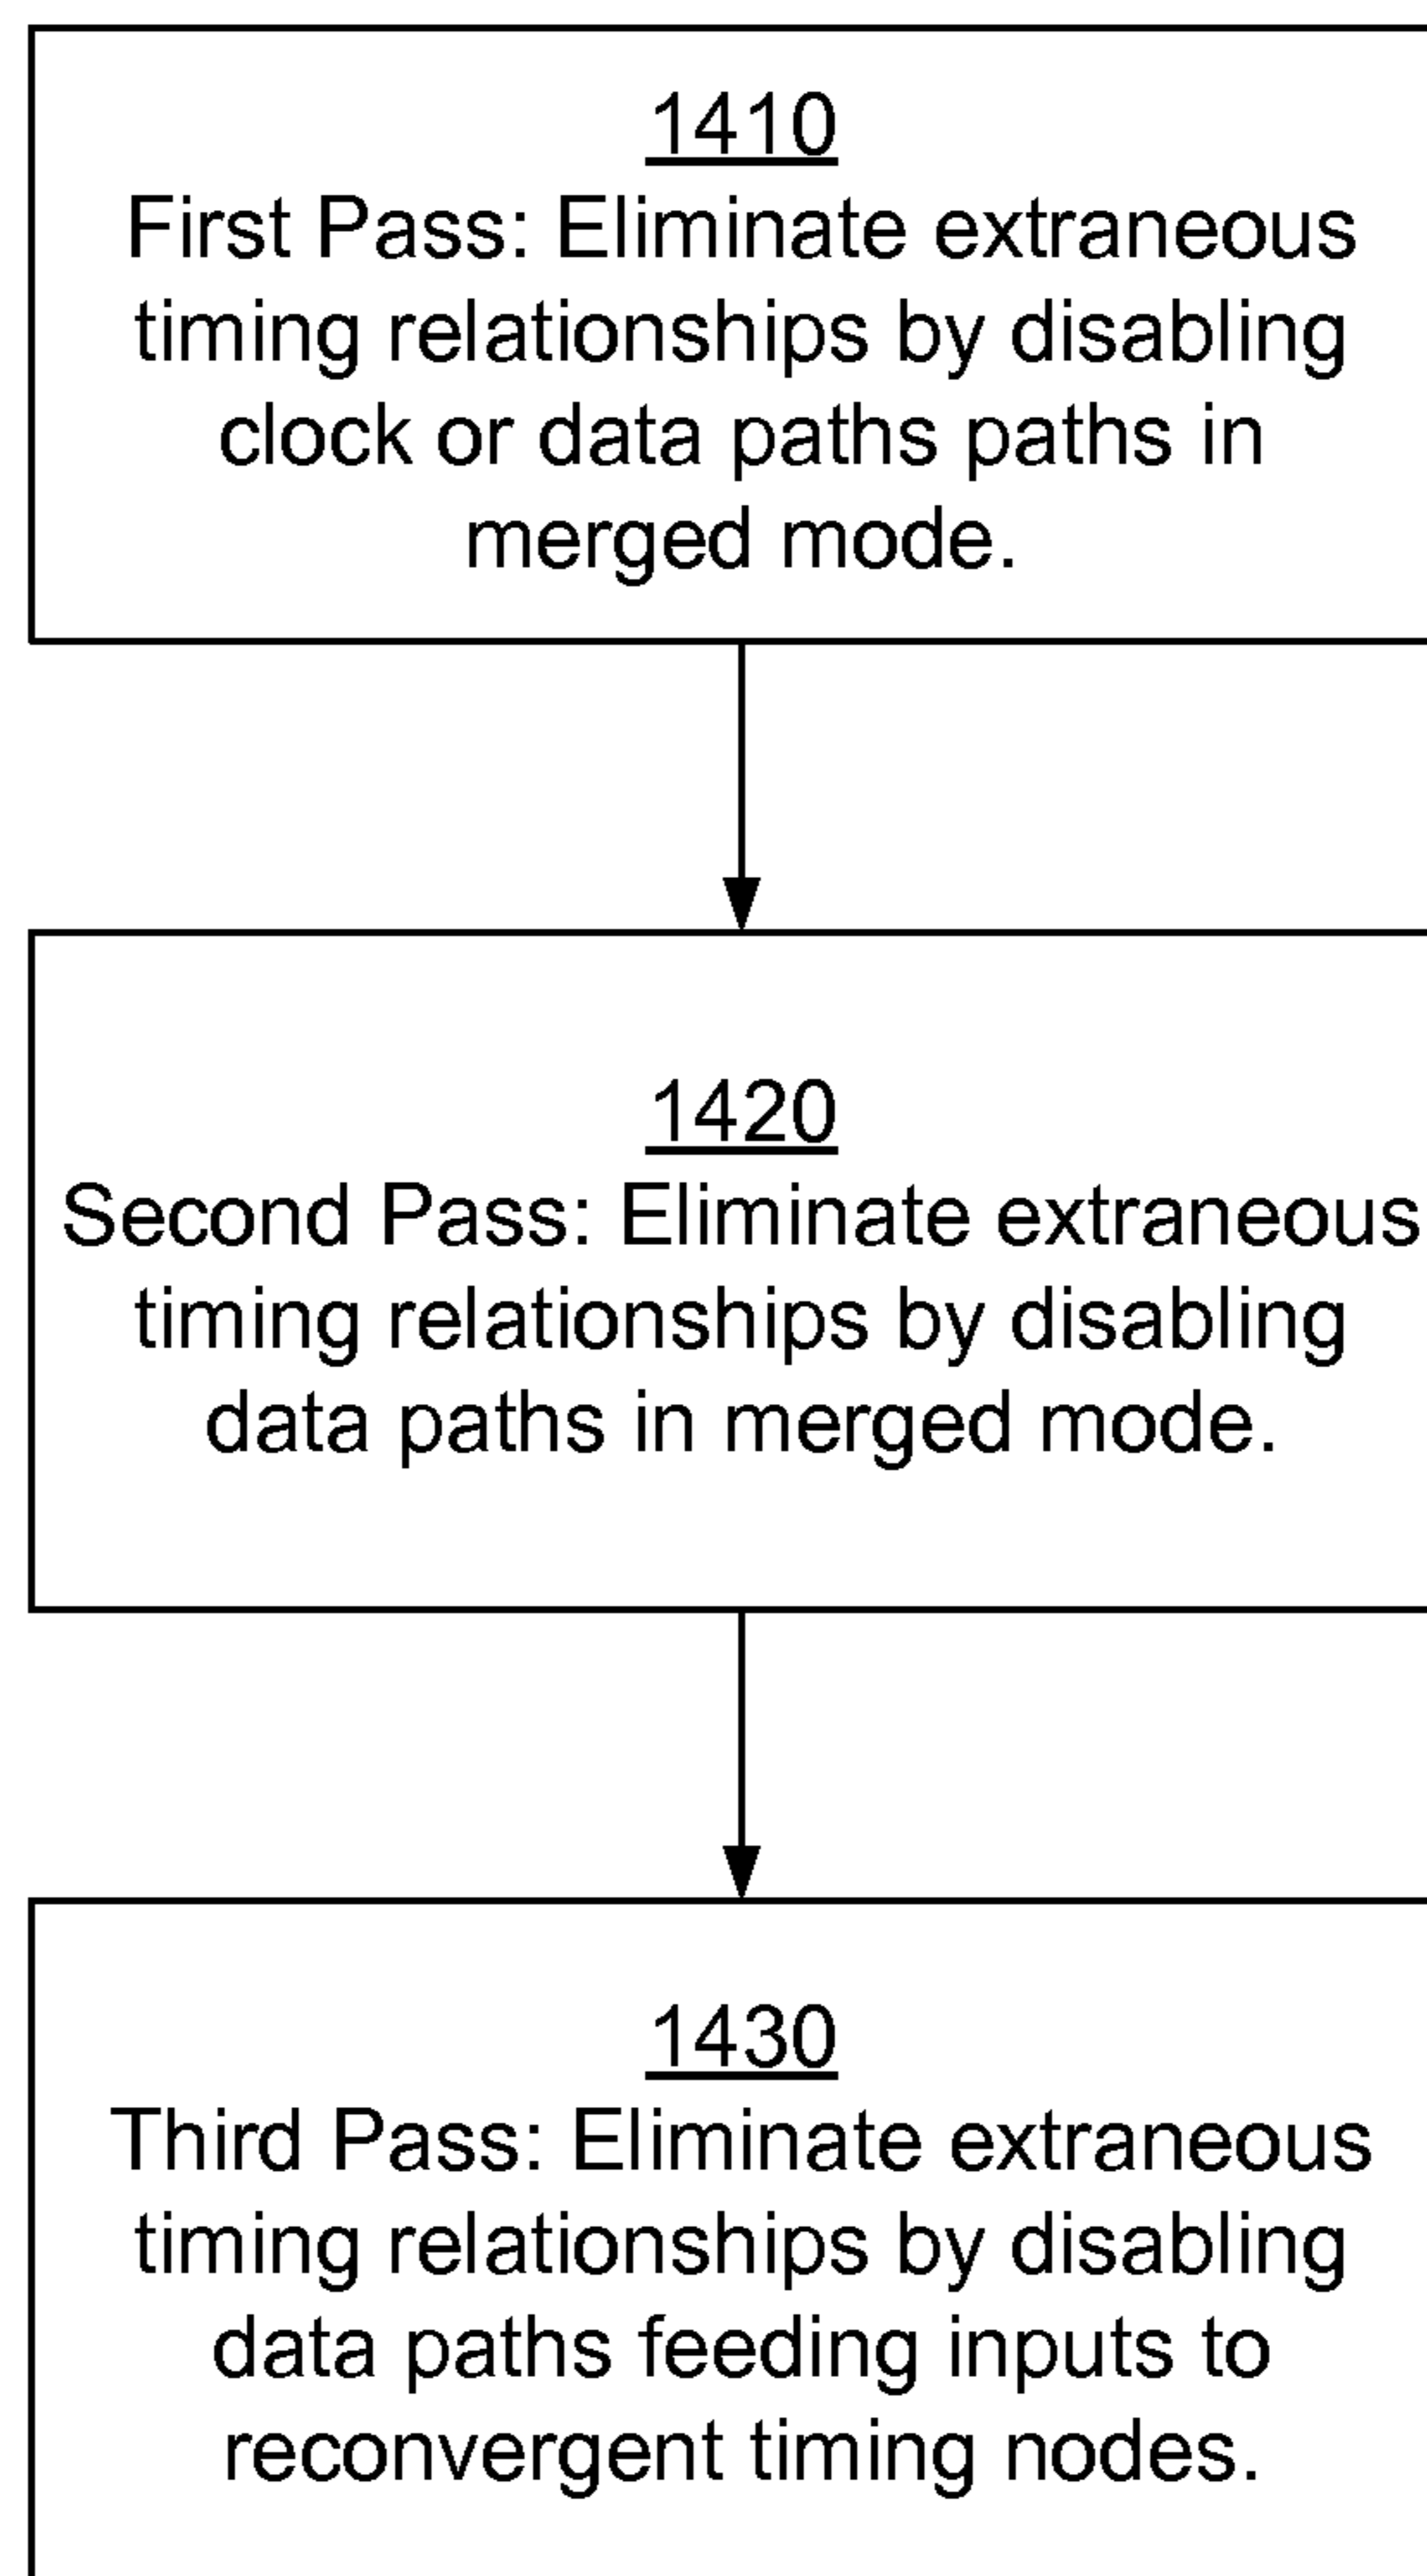 1410
First Pass: Eliminate extraneous
timing relationships by disabling
clock or data paths paths in
merged mode.
1420
Second Pass: Eliminate extraneous
timing relationships by disabling
data paths in merged mode.
1430
Third Pass: Eliminate extraneous
timing relationships by disabling
data paths feeding inputs to
reconvergent timing nodes.